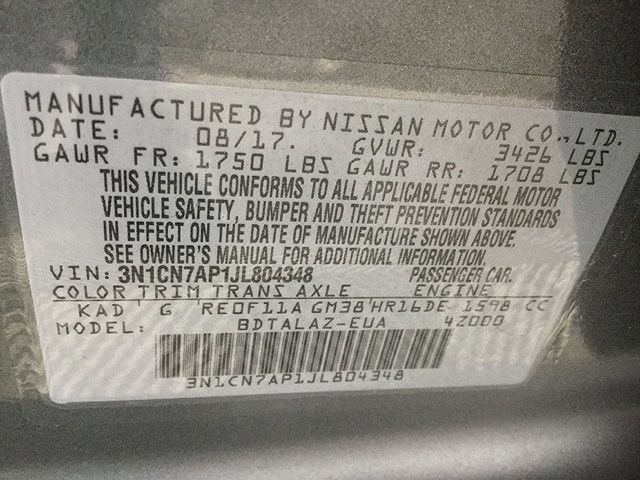 MANUFACTURED BY NISSAN MOTOR CO., LTD.
DATE: 08/17. GVWR: 3426 LBS
GAWR FR: 1750 LBS GAWR RR: 1708 LBS
THIS VEHICLE CONFORMS TO ALL APPLICABLE FEDERAL MOTOR
VEHICLE SAFETY, BUMPER AND THEFT PREVENTION STANDARDS
IN EFFECT ON THE DATE OF MANUFACTURE SHOWN ABOVE.
SEE OWNER'S MANUAL FOR ADDITIONAL INFORMATION.
VIN: 3N1CN7AP1JL804348 PASSENGER CAR.
COLOR TRIM TRANS AXLE ENGINE
KAD G RE0F11A GM38 HR16DE 1598 CC
MODEL: BDTALAZ-EUA 4Z000
3N1CN7AP1JL804348